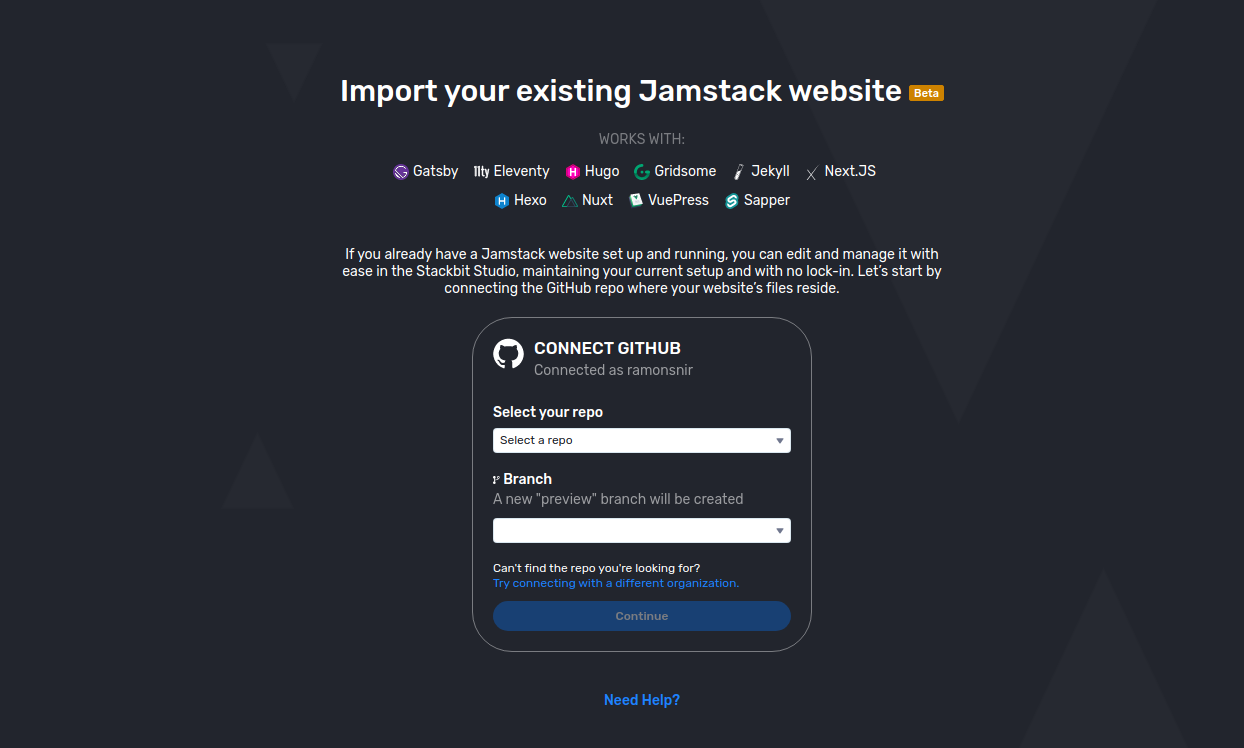 Import your existing Jamstack website Beta
WORKS WITH:
Gatsby 11ty Eleventy H Hugo Gridsome Jekyll Next.JS
H Hexo Nuxt VuePress Sapper
If you already have a Jamstack website set up and running, you can edit and manage it with
ease in the Stackbit Studio, maintaining your current setup and with no lock-in. Let’s start by
connecting the GitHub repo where your website’s files reside.
CONNECT GITHUB
Connected as ramonsnir
Select your repo
Select a repo
Branch
A new "preview" branch will be created
Can't find the repo you're looking for?
Try connecting with a different organization.
Continue
Need Help?